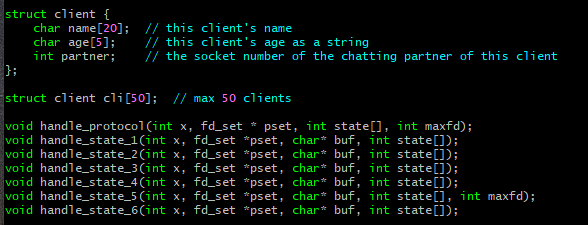 struct client {
    char name[20];  // this client's name
    char age[5];    // this client's age as a string
    int partner;    // the socket number of the chatting partner of this client
};
struct client cli[50];  // max 50 clients
void handle_protocol(int x, fd_set * pset, int state[], int maxfd);
void handle_state_1(int x, fd_set *pset, char* buf, int state[]);
void handle_state_2(int x, fd_set *pset, char* buf, int state[]);
void handle_state_3(int x, fd_set *pset, char* buf, int state[]);
void handle_state_4(int x, fd_set *pset, char* buf, int state[]);
void handle_state_5(int x, fd_set *pset, char* buf, int state[], int maxfd);
void handle_state_6(int x, fd_set *pset, char* buf, int state[]);